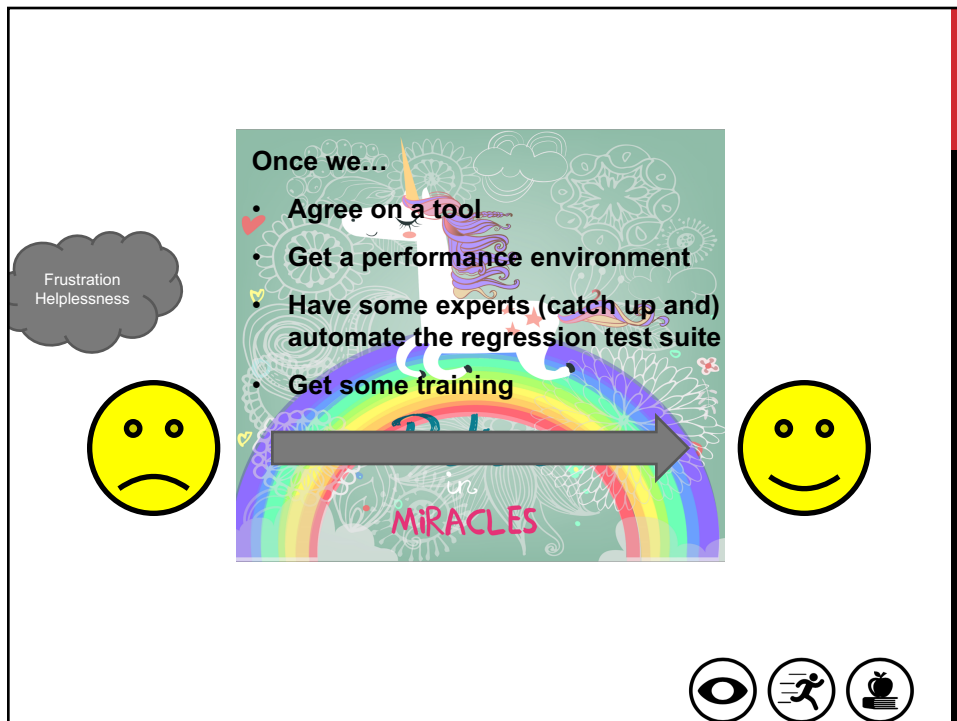 Once we…
• Agree on a tool
• Get a performance environment
• Have some experts (catch up and)
automate the regression test suite
• Get some training
Frustration
Helplessness
in
MiRACLES